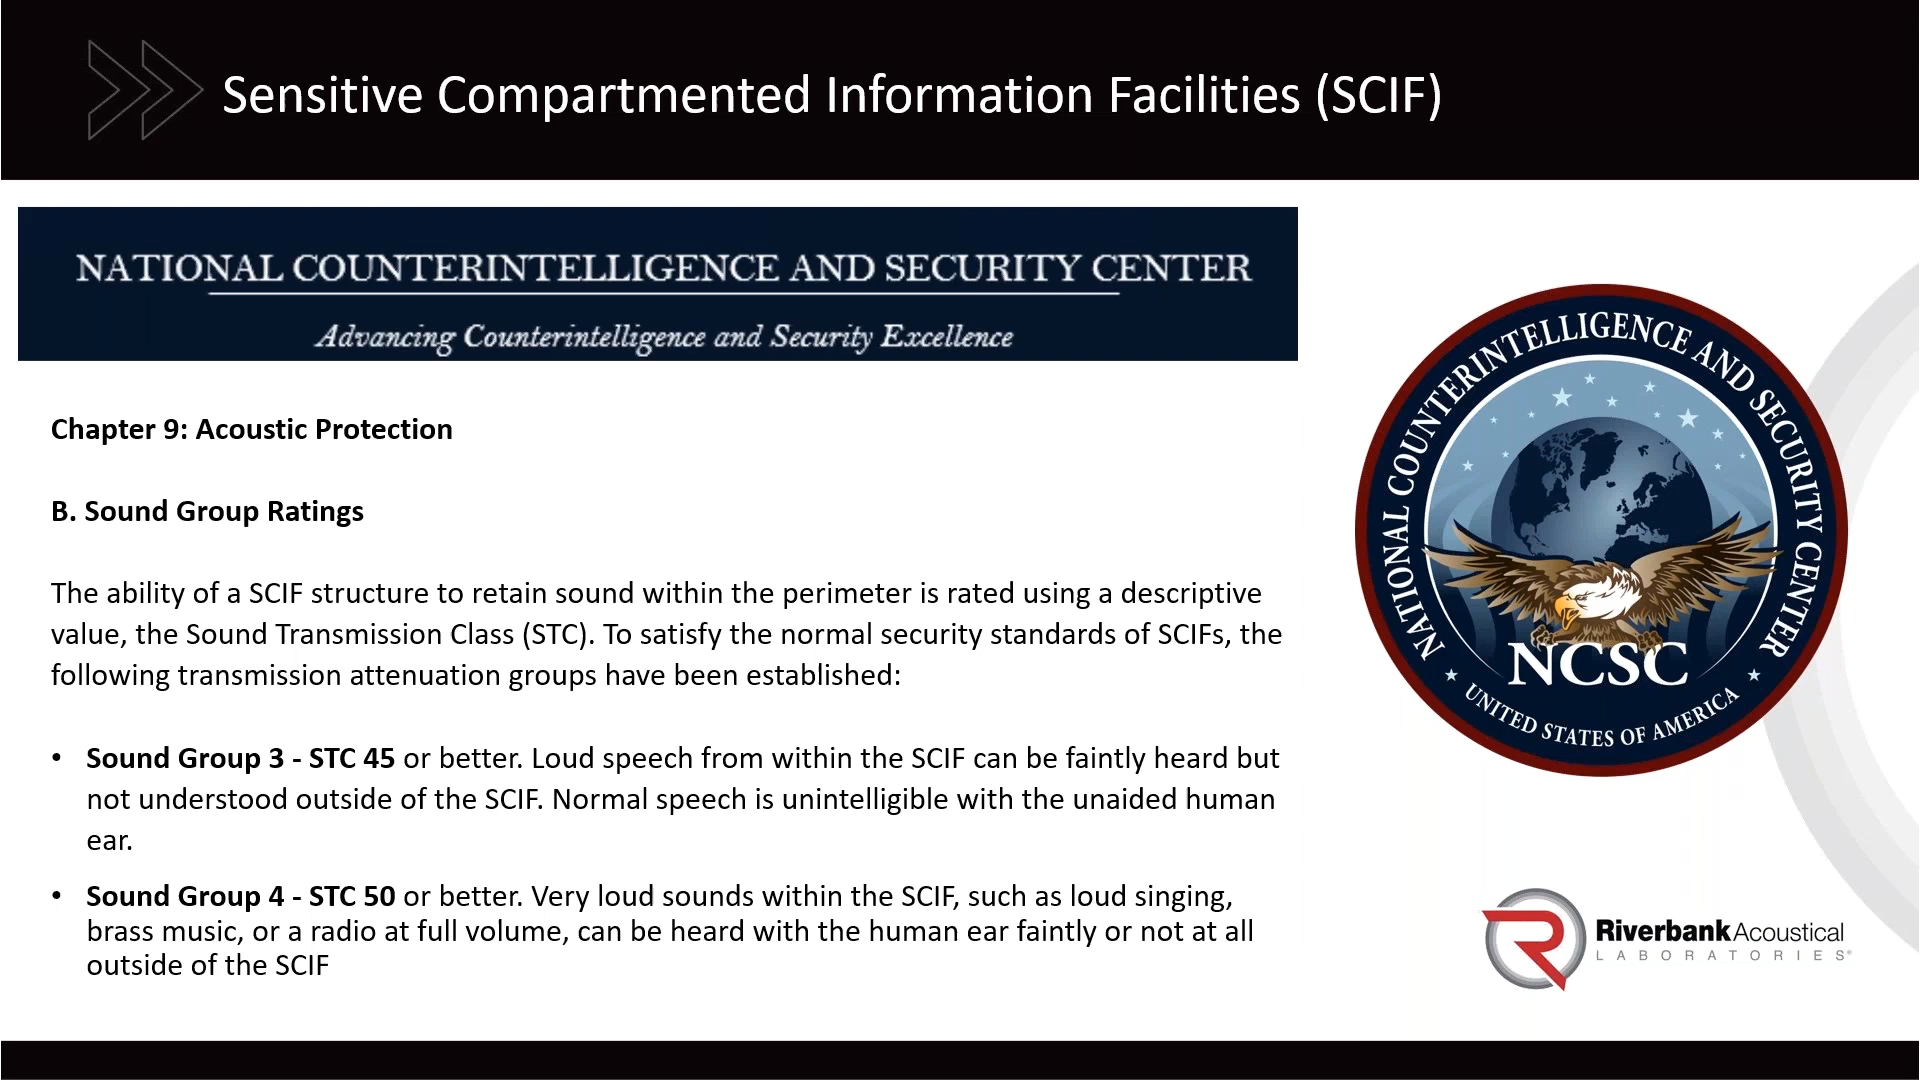 Sensitive Compartmented Information Facilities (SCIF)
NATIONAL COUNTERINTELLIGENCE AND SECURITY CENTER
Advancing Counterintelligence and Security Excellence
Chapter 9: Acoustic Protection
B. Sound Group Ratings
The ability of a SCIF structure to retain sound within the perimeter is rated using a descriptive
value, the Sound Transmission Class (STC). To satisfy the normal security standards of SCIFs, the
following transmission attenuation groups have been established:
• Sound Group 3 - STC 45 or better. Loud speech from within the SCIF can be faintly heard but
not understood outside of the SCIF. Normal speech is unintelligible with the unaided human
ear.
• Sound Group 4 - STC 50 or better. Very loud sounds within the SCIF, such as loud singing,
brass music, or a radio at full volume, can be heard with the human ear faintly or not at all
outside of the SCIF
NATIONAL COUNTERINTELLIGENCE AND SECURITY CENTER
NCSC
UNITED STATES OF AMERICA
Riverbank Acoustical
LABORATORIES®